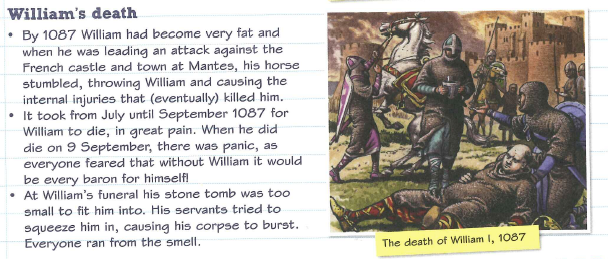 William's death
• By 1087 William had become very fat and
when he was leading an attack against the
French castle and town at Mantes, his horse
stumbled, throwing William and causing the
internal injuries that (eventually) killed him.
• It took from July until September 1087 for
William to die, in great pain. When he did
die on 9 September, there was panic, as
everyone feared that without William it would
be every baron for himself!
• At William's funeral his stone tomb was too
small to fit him into. His servants tried to
squeeze him in, causing his corpse to burst.
Everyone ran from the smell.
The death of William I, 1087